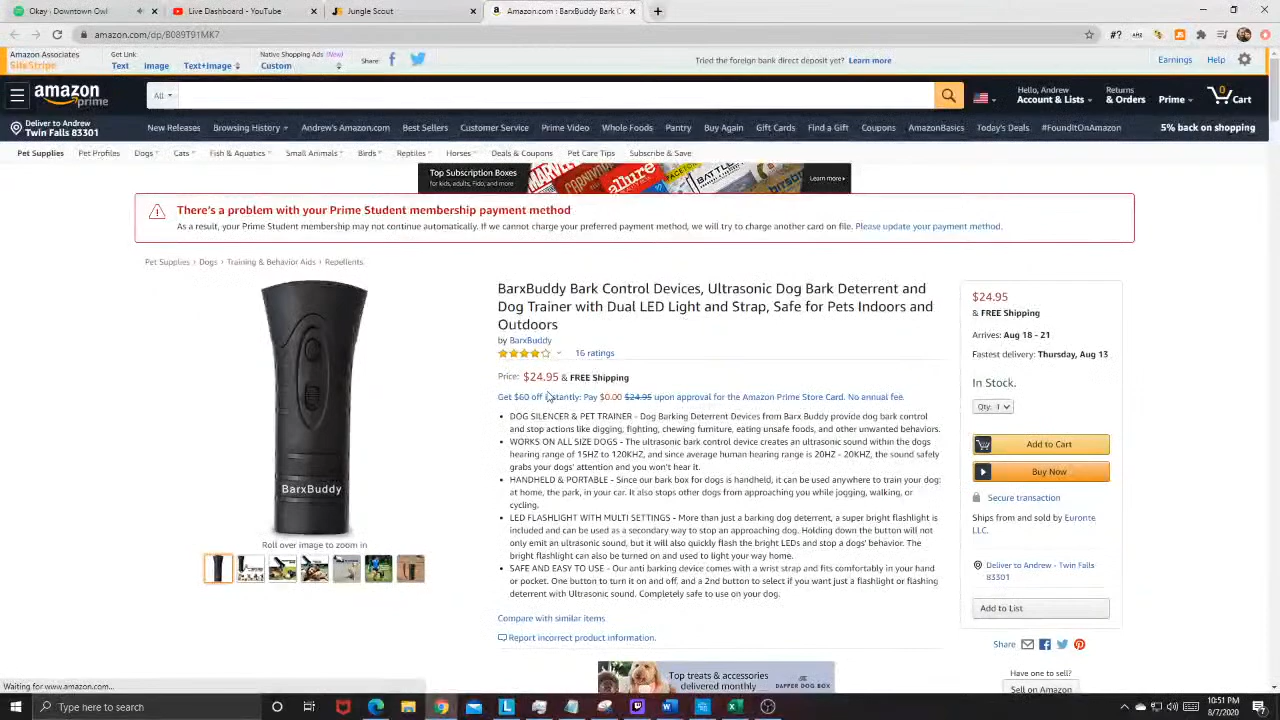 Okay! Downtown Owl
(87) YouTube
Jungle Scout
Amazon.com : BarxBuddy Bark Co
amazon.com/dp/B089T91MK7
Amazon Associates
SiteStripe
Get Link:
Text Image Text+Image
Native Shopping Ads (New)
Custom
Share:
Tried the foreign bank direct deposit yet? Learn more
Earnings Help
amazon prime
All
Hello, Andrew
Account & Lists
Returns
& Orders
Prime
0
Cart
Deliver to Andrew
Twin Falls 83301
New Releases Browsing History Andrew's Amazon.com Best Sellers Customer Service Prime Video Whole Foods Pantry Buy Again Gift Cards Find a Gift Coupons AmazonBasics Today's Deals #FoundItOnAmazon 5% back on shopping
Pet Supplies Pet Profiles Dogs Cats Fish & Aquatics Small Animals Birds Reptiles Horses Deals & Coupons Pet Care Tips Subscribe & Save
Top Subscription Boxes
for kids, adults, Fido, and more
MARVEL
allure
Learn more
There's a problem with your Prime Student membership payment method
As a result, your Prime Student membership may not continue automatically. If we cannot charge your preferred payment method, we will try to charge another card on file. Please update your payment method.
Pet Supplies › Dogs › Training & Behavior Aids › Repellents
BarxBuddy
Roll over image to zoom in
BarxBuddy Bark Control Devices, Ultrasonic Dog Bark Deterrent and
Dog Trainer with Dual LED Light and Strap, Safe for Pets Indoors and
Outdoors
by BarxBuddy
16 ratings
Price: $24.95 & FREE Shipping
Get $60 off instantly: Pay $0.00 $24.95 upon approval for the Amazon Prime Store Card. No annual fee.
• DOG SILENCER & PET TRAINER - Dog Barking Deterrent Devices from Barx Buddy provide dog bark control
and stop actions like digging, fighting, chewing furniture, eating unsafe foods, and other unwanted behaviors.
• WORKS ON ALL SIZE DOGS - The ultrasonic bark control device creates an ultrasonic sound within the dogs
hearing range of 15HZ to 120KHZ, and since average human hearing range is 20HZ - 20KHZ, the sound safely
grabs your dogs' attention and you won't hear it.
• HANDHELD & PORTABLE - Since our bark box for dogs is handheld, it can be used anywhere to train your dog:
at home, the park, in your car. It also stops other dogs from approaching you while jogging, walking, or
cycling.
• LED FLASHLIGHT WITH MULTI SETTINGS - More than just a barking dog deterrent, a super bright flashlight is
included and can be used as a secondary way to stop an approaching dog. Holding down the button will not
only emit an ultrasonic sound, but it will also quickly flash the bright LEDs and stop a dogs' behavior. The
bright flashlight can also be turned on and used to light your way home.
• SAFE AND EASY TO USE - Our anti barking device comes with a wrist strap and fits comfortably in your hand
or pocket. One button to turn it on and off, and a 2nd button to select if you want just a flashlight or flashing
deterrent with Ultrasonic sound. Completely safe to use on your dog.
Compare with similar items
Report incorrect product information.
Top treats & accessories
delivered monthly
DAPPER DOG BOX
$24.95
& FREE Shipping
Arrives: Aug 18 - 21
Fastest delivery: Thursday, Aug 13
In Stock.
Qty: 1
Add to Cart
Buy Now
Secure transaction
Ships from and sold by Euronte
LLC.
Deliver to Andrew - Twin Falls
83301
Add to List
Share
Have one to sell?
Sell on Amazon
Waiting for www.amazon.com...
Type here to search
10:51 PM
8/7/2020